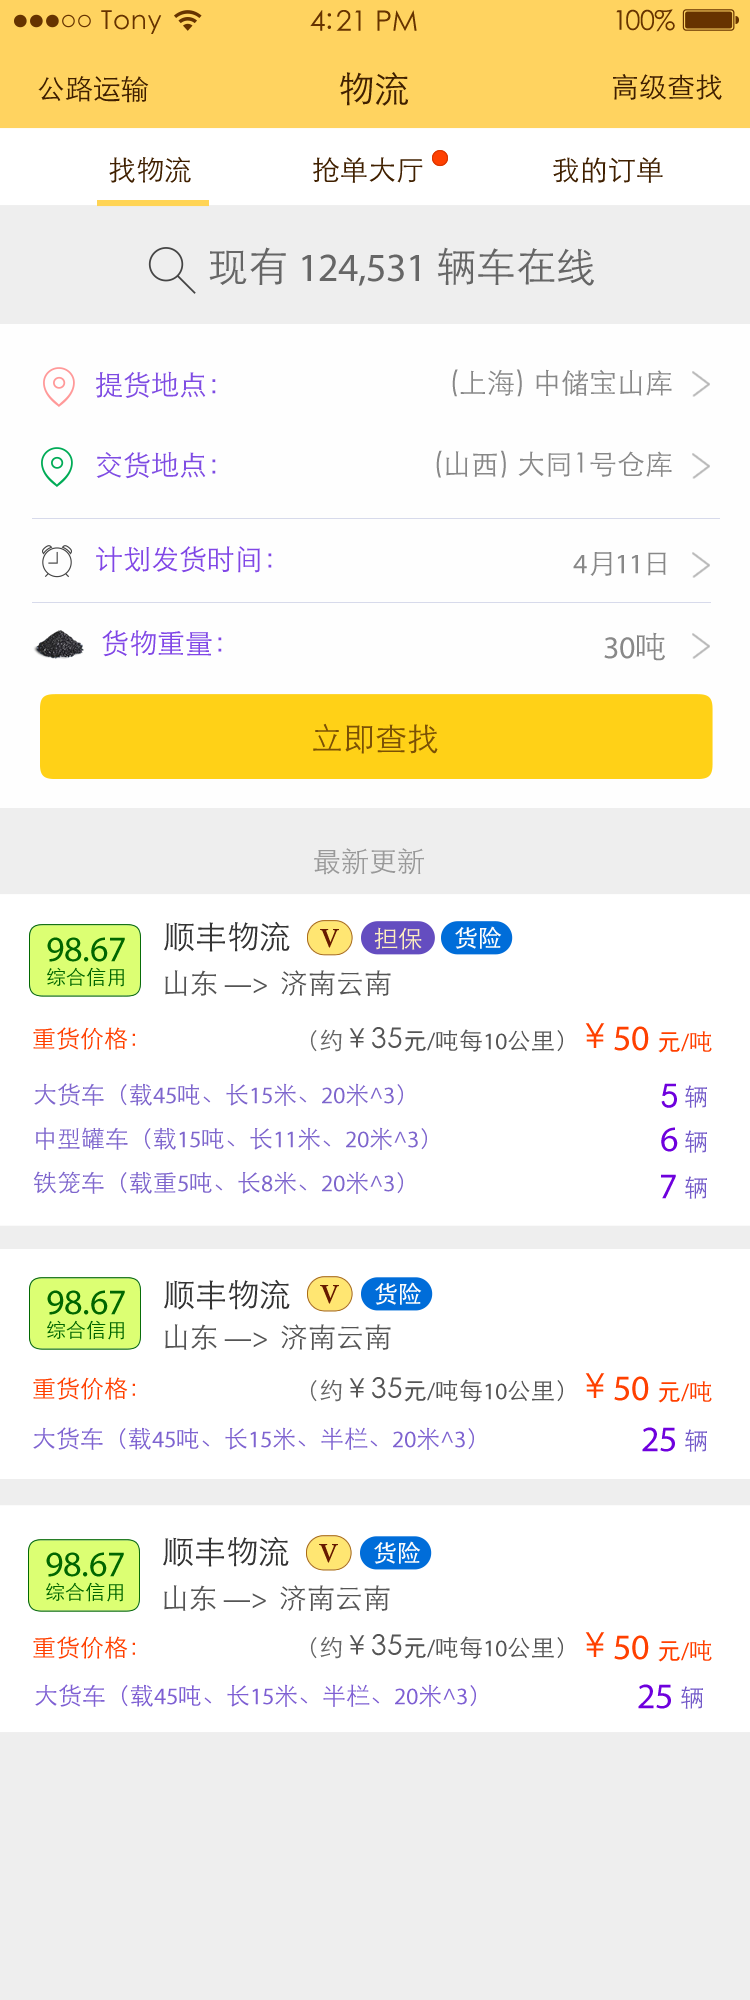 Tony 4:21 PM 100%
公路运输 物流 高级查找
找物流 抢单大厅 我的订单
现有 124,531 辆车在线
提货地点： (上海) 中储宝山库
交货地点： (山西) 大同1号仓库
计划发货时间： 4月11日
货物重量： 30吨
立即查找
最新更新
顺丰物流 V 担保 货险
98.67
综合信用
山东 —> 济南云南
重货价格： （约￥35元/吨每10公里） ￥50 元/吨
大货车（载45吨、长15米、20米^3） 5 辆
中型罐车（载15吨、长11米、20米^3） 6 辆
铁笼车（载重5吨、长8米、20米^3） 7 辆
顺丰物流 V 货险
98.67
综合信用
山东 —> 济南云南
重货价格： （约￥35元/吨每10公里） ￥50 元/吨
大货车（载45吨、长15米、半栏、20米^3） 25 辆
顺丰物流 V 货险
98.67
综合信用
山东 —> 济南云南
重货价格： （约￥35元/吨每10公里） ￥50 元/吨
大货车（载45吨、长15米、半栏、20米^3） 25 辆